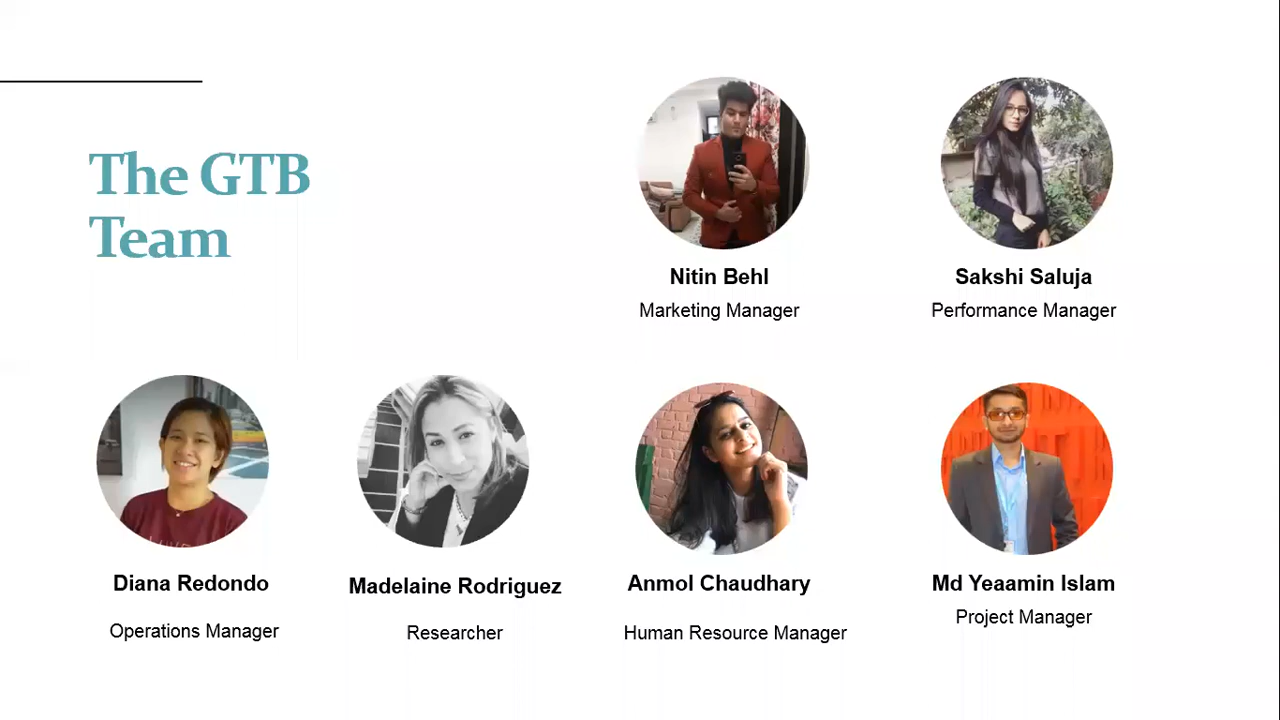 The GTB
Team
Nitin Behl
Marketing Manager
Sakshi Saluja
Performance Manager
Diana Redondo
Operations Manager
Madelaine Rodriguez
Researcher
Anmol Chaudhary
Human Resource Manager
Md Yeaamin Islam
Project Manager